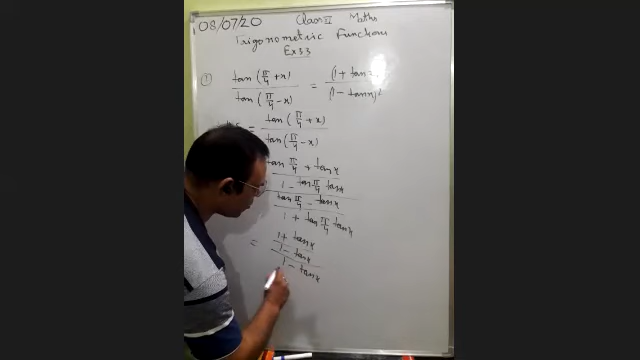 08/07/20 Class XI Maths
Trigonometric Functions
Ex 3.3
① tan (π/4 + x) / tan (π/4 - x) = (1 + tan x / (1 - tan x)²
= tan (π/4 + x) / tan (π/4 - x)
tan π/4 + tan x
1 - tan π/4 tan x
tan π/4 - tan x
1 + tan π/4 tan x
= 1 + tan x
1 - tan x
1 - tan x